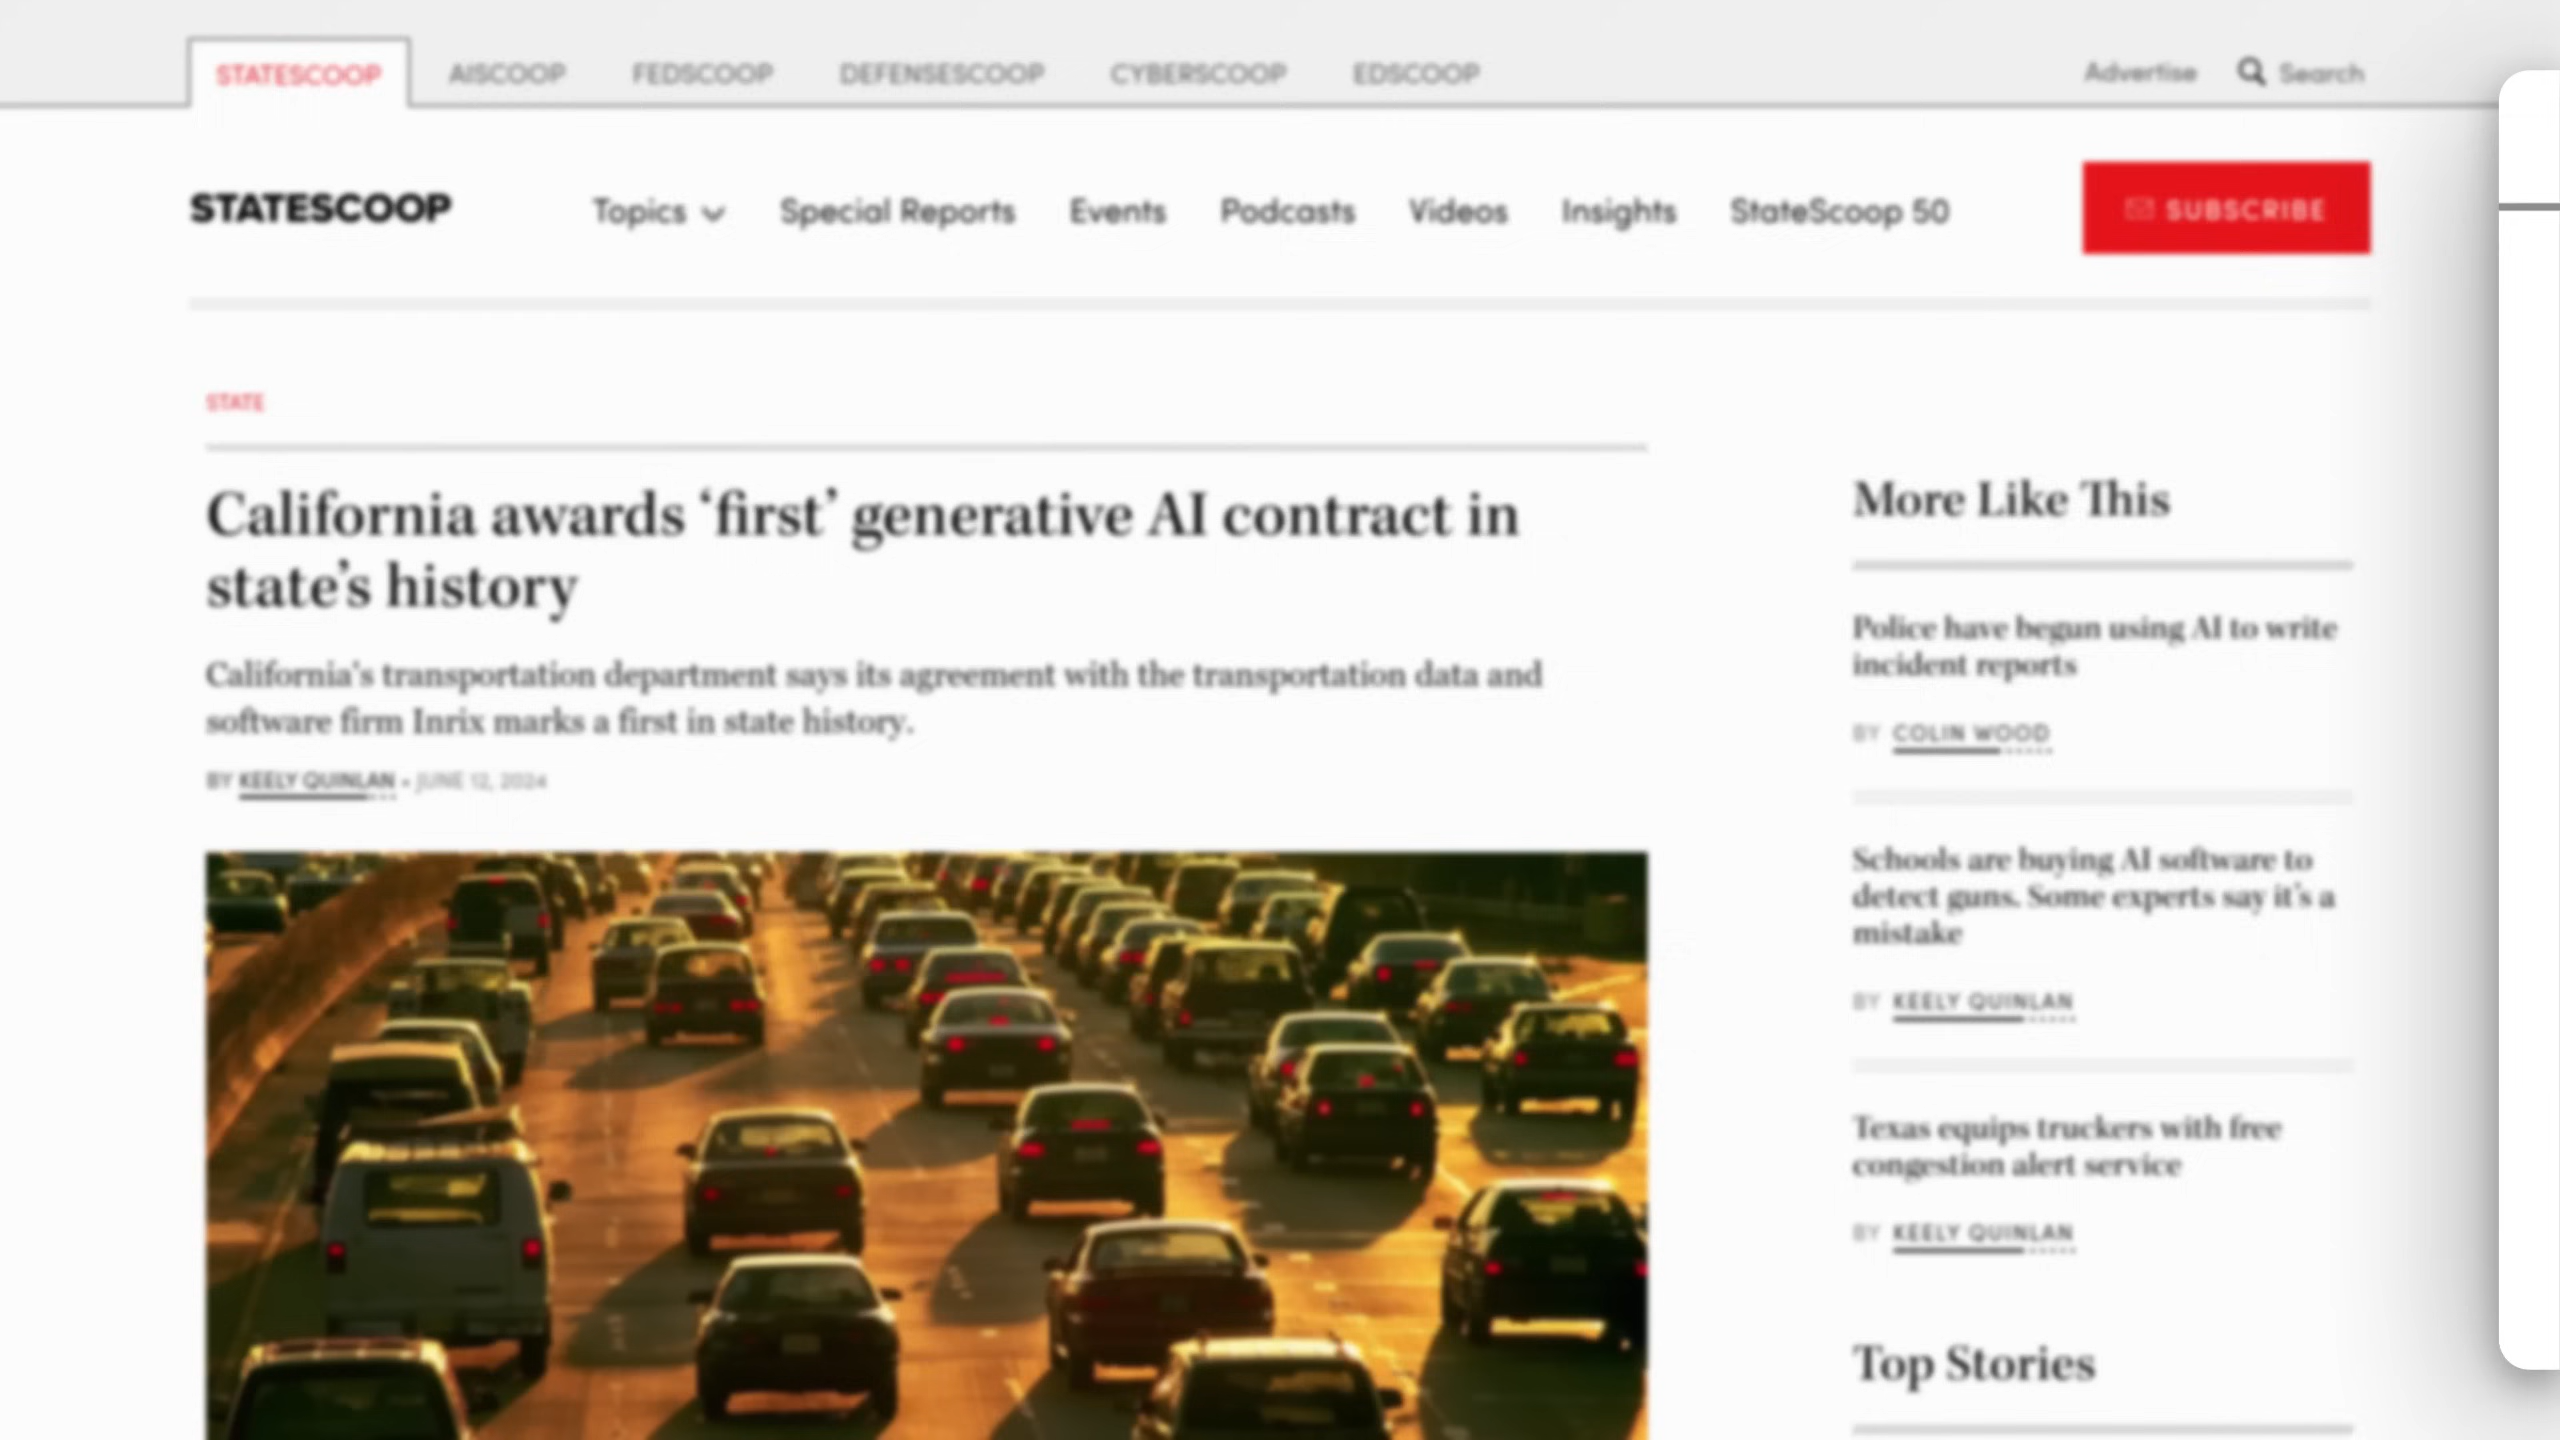 STATESCOOP AISCOOP FEDSCOOP DEFENSESCOOP CYBERSCOOP EDSCOOP Advertise Search
STATESCOOP Topics Special Reports Events Podcasts Videos Insights StateScoop 50 SUBSCRIBE
STATE
California awards ‘first’ generative AI contract in
state’s history
California's transportation department says its agreement with the transportation data and
software firm Inrix marks a first in state history.
BY KEELY QUINLAN • JUNE 12, 2024
More Like This
Police have begun using AI to write
incident reports
BY COLIN WOOD
Schools are buying AI software to
detect guns. Some experts say it’s a
mistake
BY KEELY QUINLAN
Texas equips truckers with free
congestion alert service
BY KEELY QUINLAN
Top Stories